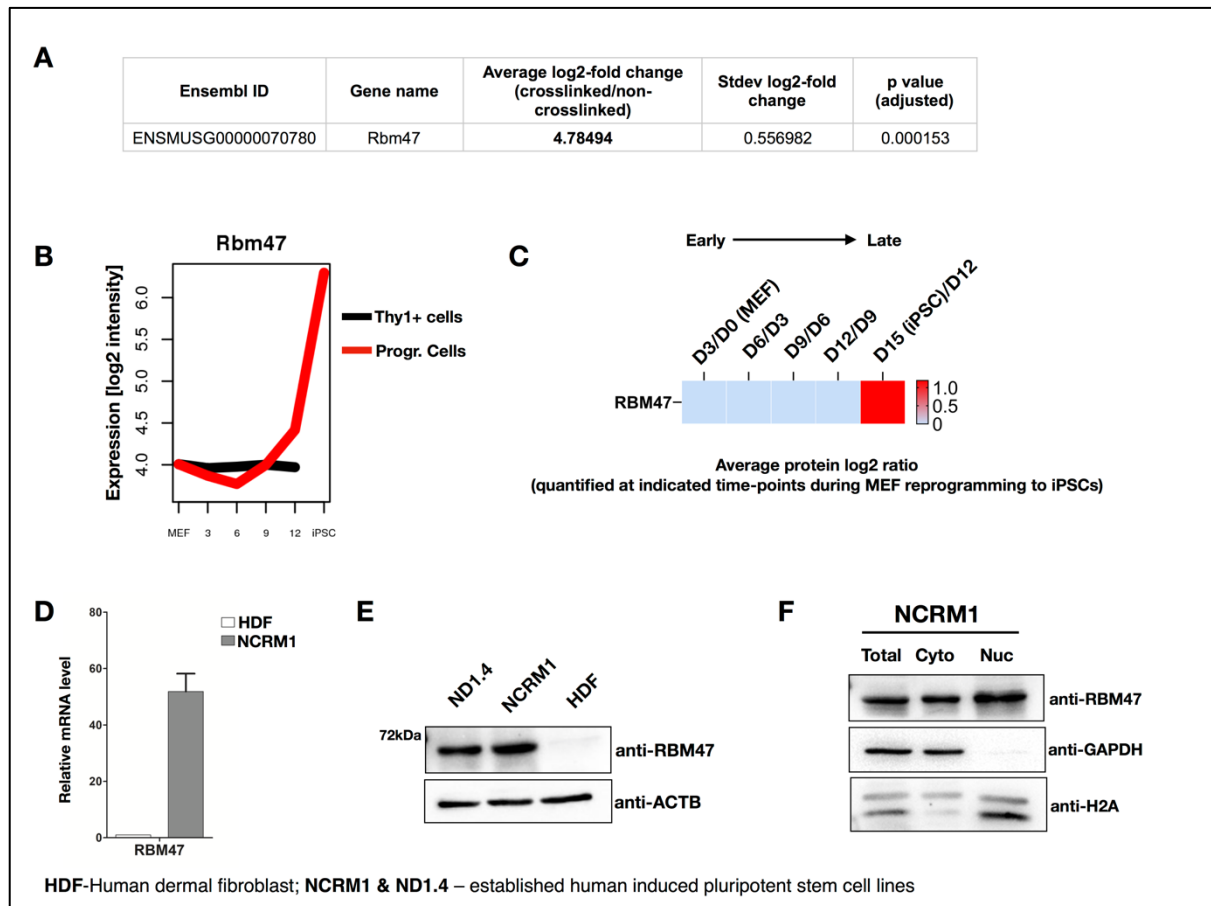 A
Ensembl ID
Gene name
Average log2-fold change
(crosslinked/non-
crosslinked)
Stdev log2-fold
change
p value
(adjusted)
ENSMUSG00000070780
Rbm47
4.78494
0.556982
0.000153
B
Rbm47
Expression [log2 intensity]
6.0
5.5
5.0
4.5
4.0
MEF
3
6
9
12
iPSC
Thy1+ cells
Progr. Cells
C
Early
Late
D3/D0 (MEF)
D6/D3
D9/D6
D12/D9
D15 (iPSC)/D12
RBM47
1.0
0.5
0
Average protein log2 ratio
(quantified at indicated time-points during MEF reprogramming to iPSCs)
D
Relative mRNA level
80
60
40
20
0
HDF
NCRM1
RBM47
E
ND1.4
NCRM1
HDF
72kDa
anti-RBM47
anti-ACTB
F
NCRM1
Total
Cyto
Nuc
anti-RBM47
anti-GAPDH
anti-H2A
HDF-Human dermal fibroblast; NCRM1 & ND1.4 – established human induced pluripotent stem cell lines